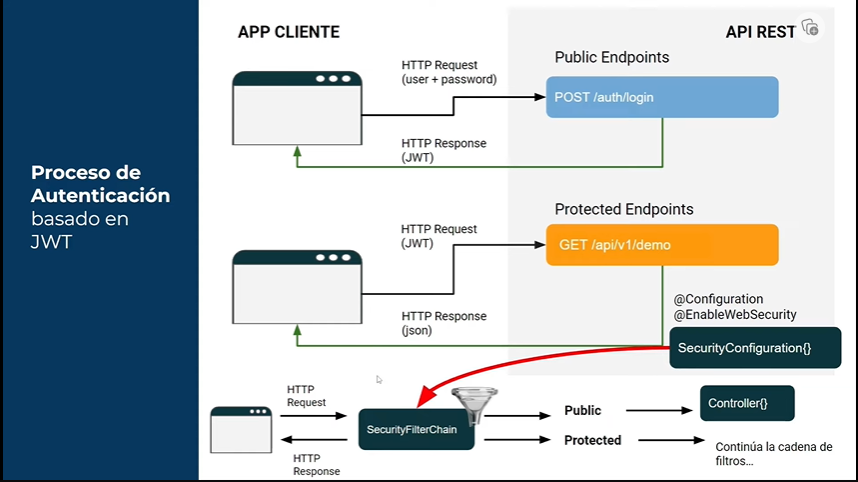 Proceso de
Autenticación
basado en
JWT
APP CLIENTE
API REST
HTTP Request
(user + password)
Public Endpoints
POST /auth/login
HTTP Response
(JWT)
HTTP Request
(JWT)
Protected Endpoints
GET /api/v1/demo
HTTP Response
(json)
@Configuration
@EnableWebSecurity
SecurityConfiguration{}
HTTP
Request
HTTP
Response
SecurityFilterChain
Public
Controller{}
Protected
Continúa la cadena de
filtros...